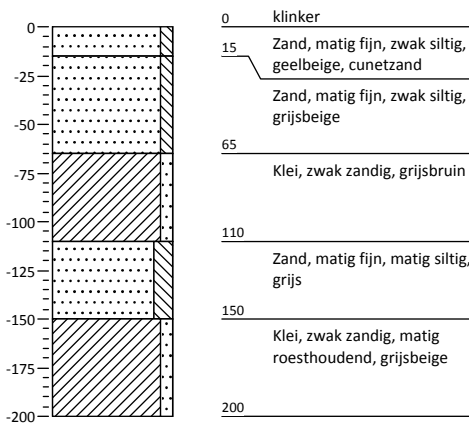 0
-25
-50
-75
-100
-125
-150
-175
-200
0 klinker
15 Zand, matig fijn, zwak siltig,
geelbeige, cunetzand
Zand, matig fijn, zwak siltig,
grijsbeige
65
Klei, zwak zandig, grijsbruin
110
Zand, matig fijn, matig siltig,
grijs
150
Klei, zwak zandig, matig
roesthoudend, grijsbeige
200